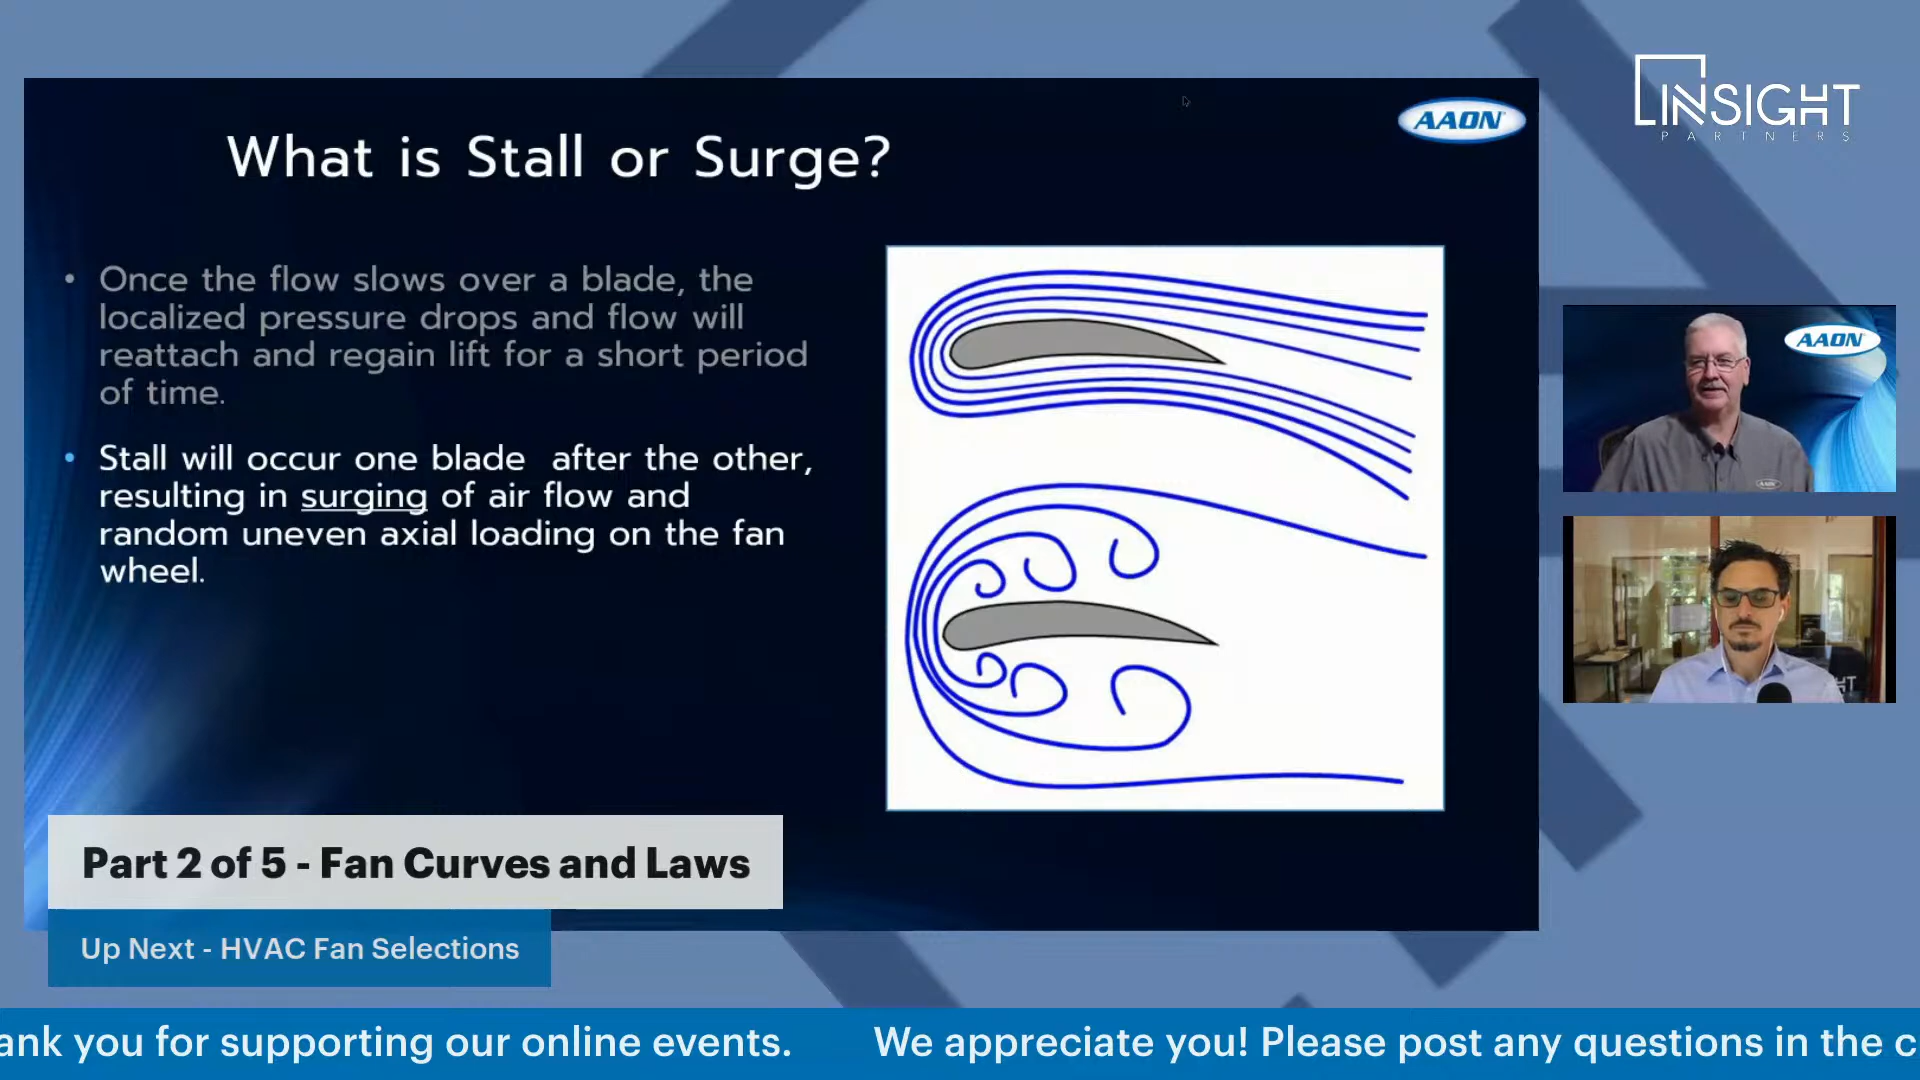 INSIGHT
PARTNERS
AAON
What is Stall or Surge?
• Once the flow slows over a blade, the
localized pressure drops and flow will
reattach and regain lift for a short period
of time.
• Stall will occur one blade after the other,
resulting in surging of air flow and
random uneven axial loading on the fan
wheel.
AAON
AAON
HT
Part 2 of 5 - Fan Curves and Laws
Up Next - HVAC Fan Selections
ank you for supporting our online events. We appreciate you! Please post any questions in the c